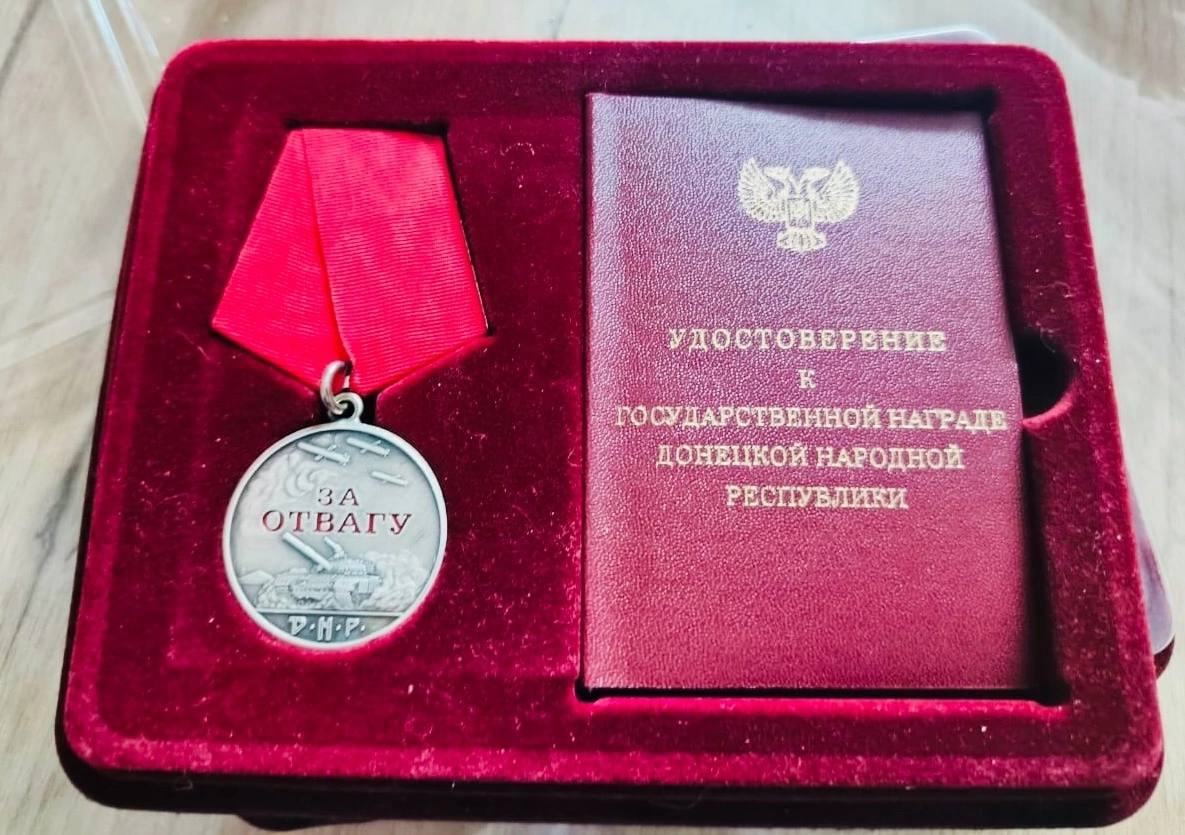 ЗА
ОТВАГУ
Д·Н·Р·
УДОСТОВЕРЕНИЕ
К
ГОСУДАРСТВЕННОЙ НАГРАДЕ
ДОНЕЦКОЙ НАРОДНОЙ
РЕСПУБЛИКИ